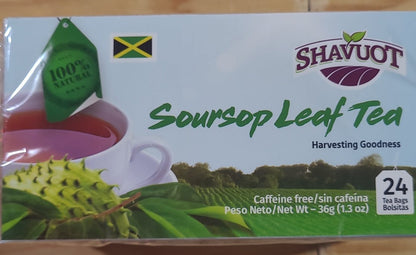 100%
NATURAL
SHAVUOT
Soursop Leaf Tea
Harvesting Goodness
Caffeine free/sin cafeina
Peso Neto/Net Wt – 36g (1.3 oz)
24
Tea Bags
Bolsitas